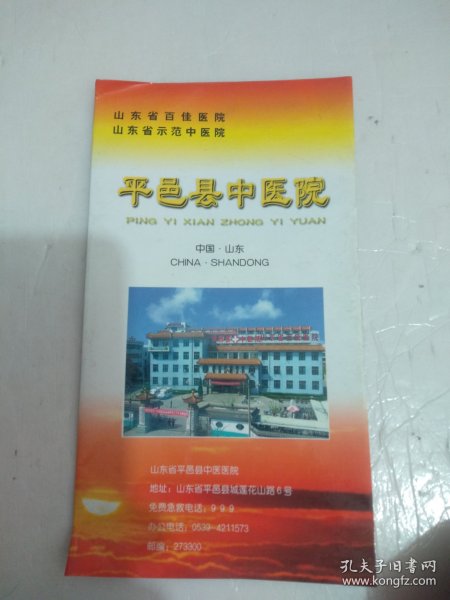 山东省百佳医院
山东省示范中医院
平邑县中医院
PING YI XIAN ZHONG YI YUAN
中国·山东
CHINA·SHANDONG
山东省平邑县中医医院
地址：山东省平邑县城莲花山路6号
免费急救电话：999
办公电话：0539-4211573
邮编：273300
孔夫子旧书网
www.kongfz.com